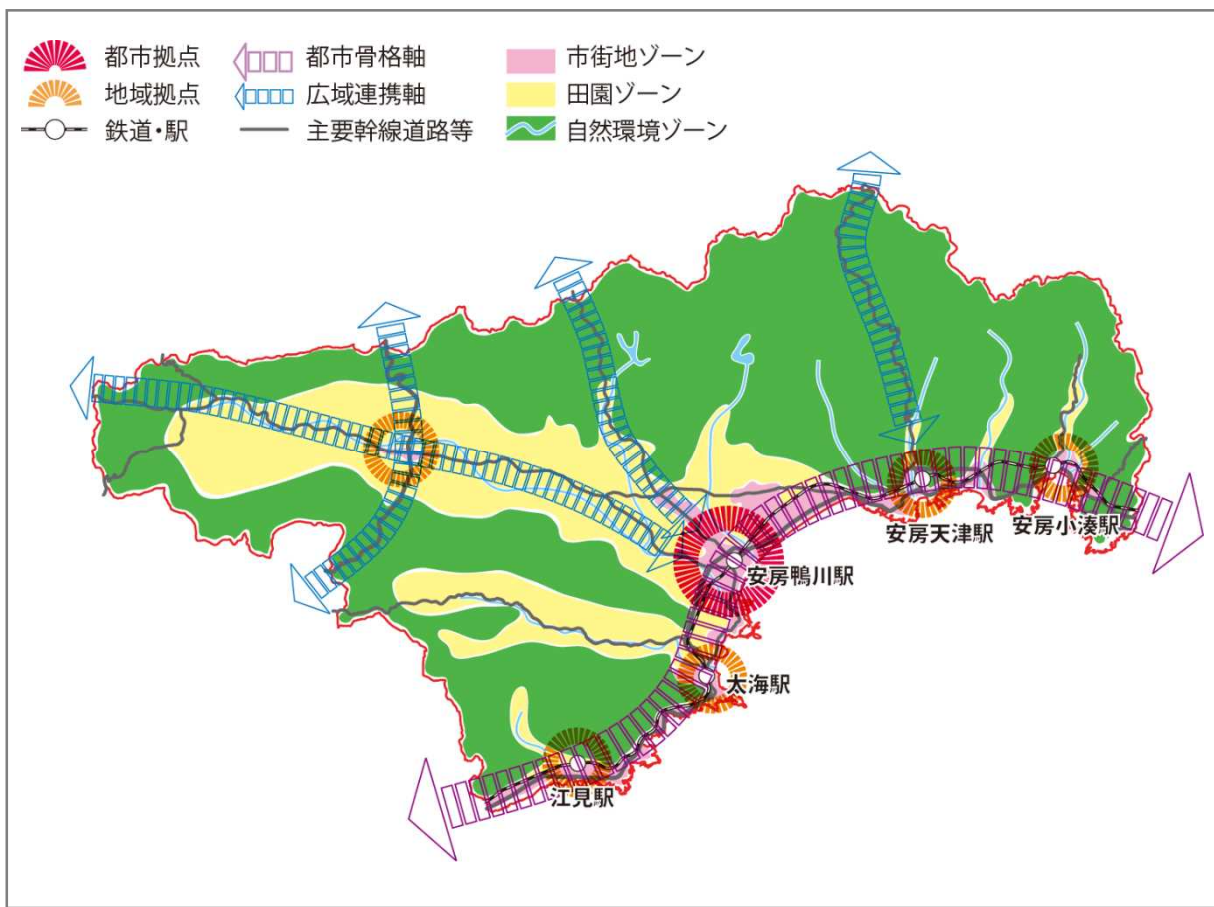 都市拠点
都市骨格軸
市街地ゾーン
地域拠点
広域連携軸
田園ゾーン
鉄道・駅
主要幹線道路等
自然環境ゾーン
安房小湊駅
安房天津駅
安房鴨川駅
太海駅
江見駅